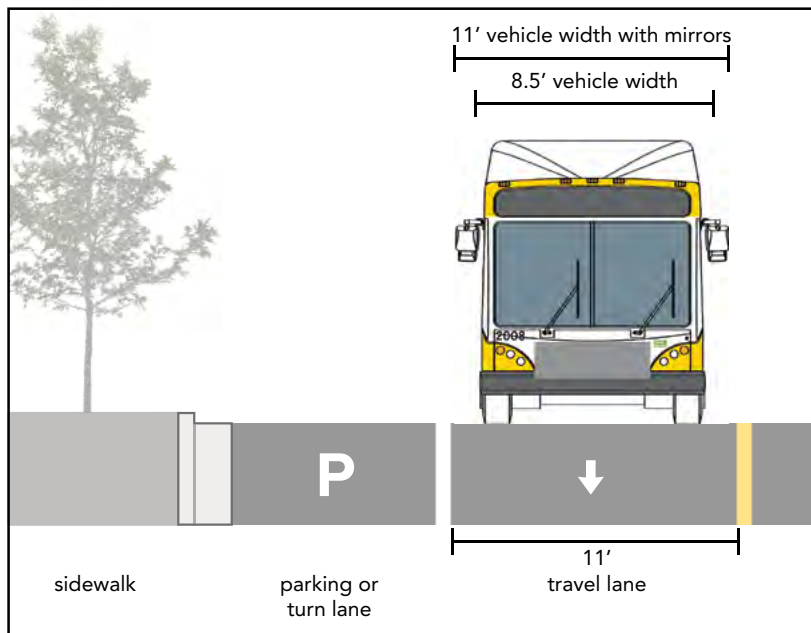 11’ vehicle width with mirrors
8.5’ vehicle width
2008
P
11’
sidewalk
parking or
turn lane
travel lane